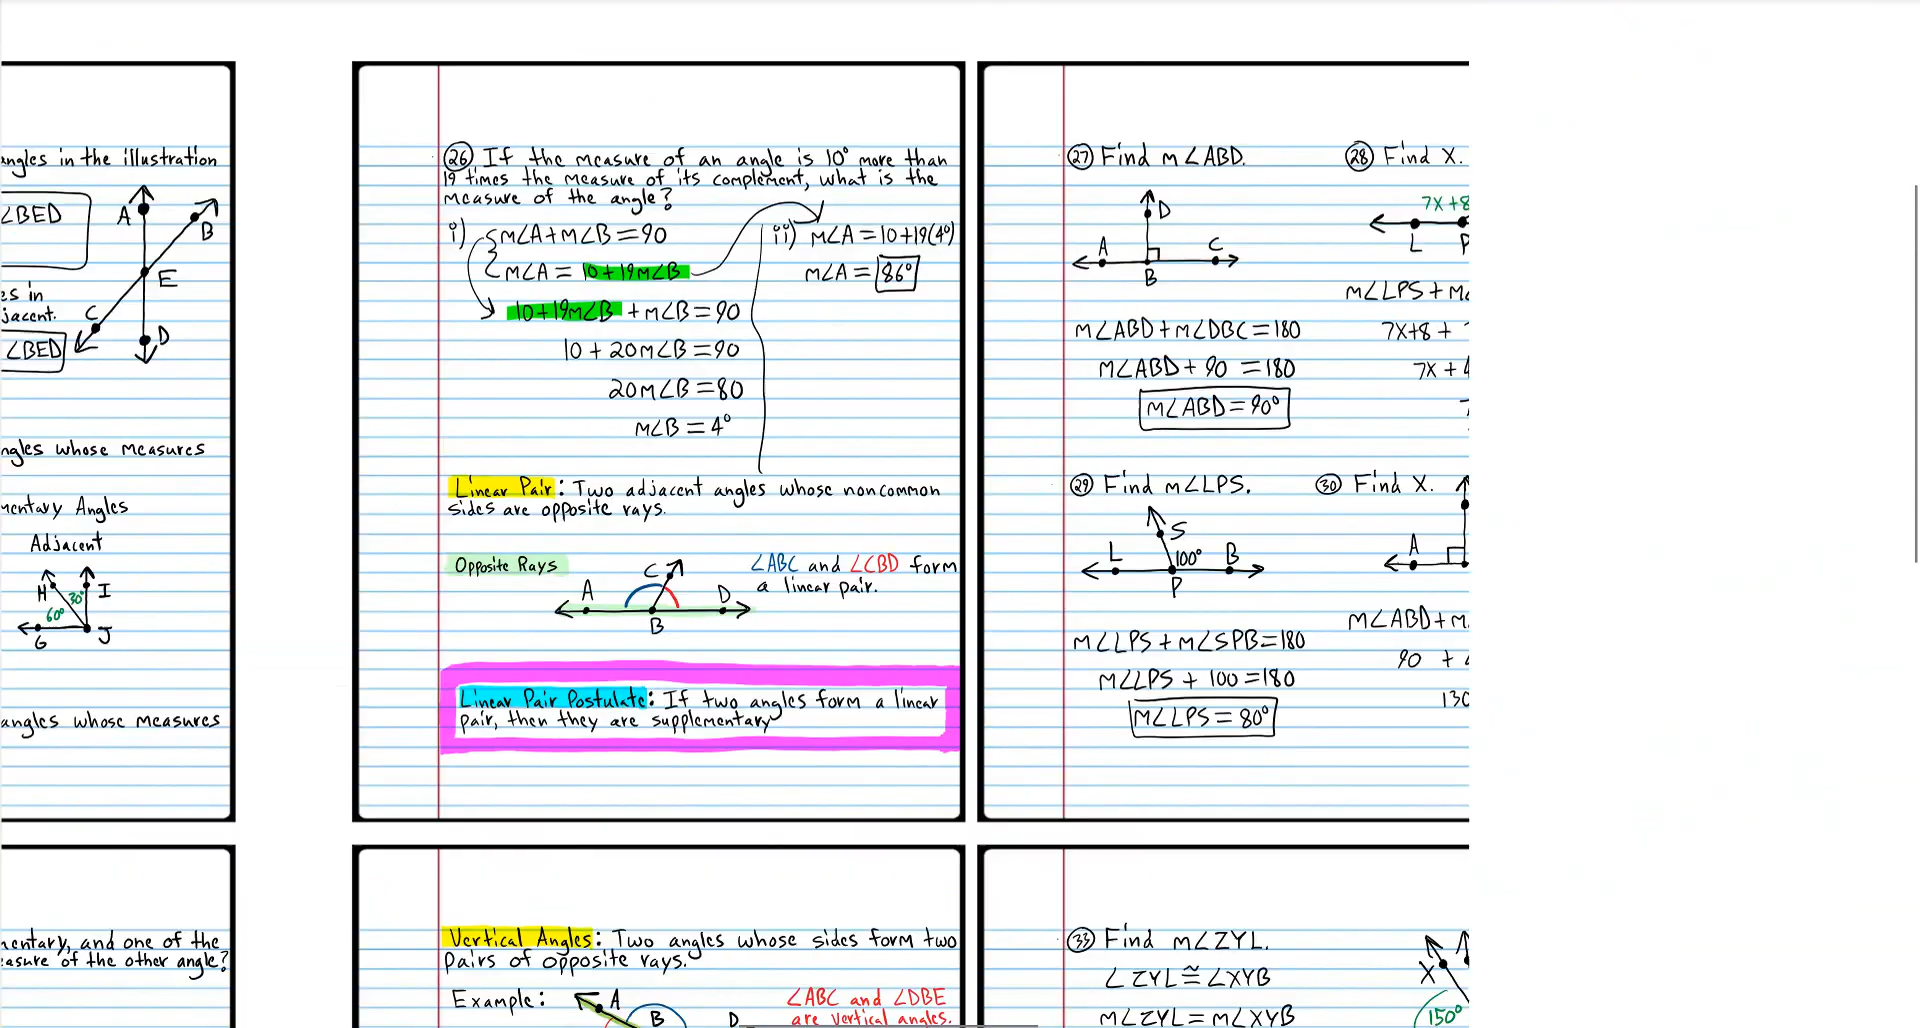 angles in the illustration
∠BED
A
B
E
es in
jacent.
C
D
∠BED
angles whose measures
mentary Angles
Adjacent
H
I
30°
60°
G
J
angles whose measures
mentary, and one of the
easure of the other angle?
26 If the measure of an angle is 10° more than
19 times the measure of its complement, what is the
measure of the angle?
i) m∠A+m∠B=90
m∠A = 10+19m∠B
10+19m∠B + m∠B = 90
10 + 20m∠B = 90
20m∠B = 80
m∠B = 4°
ii) m∠A = 10+19(4°)
m∠A = 86°
Linear Pair: Two adjacent angles whose noncommon
sides are opposite rays.
Opposite Rays
A
C
D
B
∠ABC and ∠CBD form
a linear pair.
Linear Pair Postulate: If two angles form a linear
pair, then they are supplementary
27 Find m∠ABD.
D
A
C
B
m∠ABD + m∠DBC = 180
m∠ABD + 90 = 180
m∠ABD = 90°
28 Find X.
7X+8
L
P
m∠LPS + m∠
7X+8 +
7X + 4
29 Find m∠LPS.
S
L
100°
B
P
m∠LPS + m∠SPB = 180
m∠LPS + 100 = 180
m∠LPS = 80°
30 Find X.
A
m∠ABD + m
90 +
130
Vertical Angles: Two angles whose sides form two
pairs of opposite rays.
Example:
A
B
D
∠ABC and ∠DBE
are vertical angles.
33 Find m∠ZYL.
∠ZYL ≅ ∠XYB
m∠ZYL = m∠XYB
X
150°